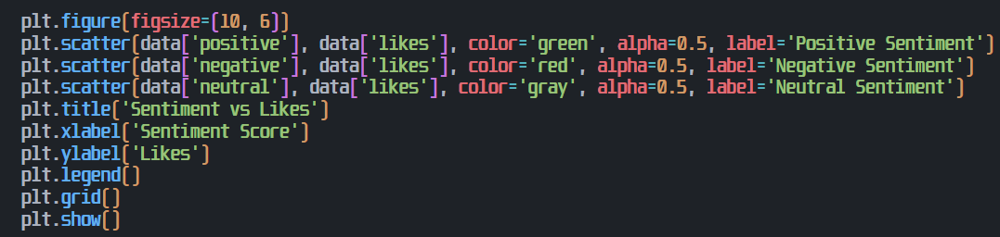 plt.figure(figsize=(10, 6))
plt.scatter(data['positive'], data['likes'], color='green', alpha=0.5, label='Positive Sentiment')
plt.scatter(data['negative'], data['likes'], color='red', alpha=0.5, label='Negative Sentiment')
plt.scatter(data['neutral'], data['likes'], color='gray', alpha=0.5, label='Neutral Sentiment')
plt.title('Sentiment vs Likes')
plt.xlabel('Sentiment Score')
plt.ylabel('Likes')
plt.legend()
plt.grid()
plt.show()